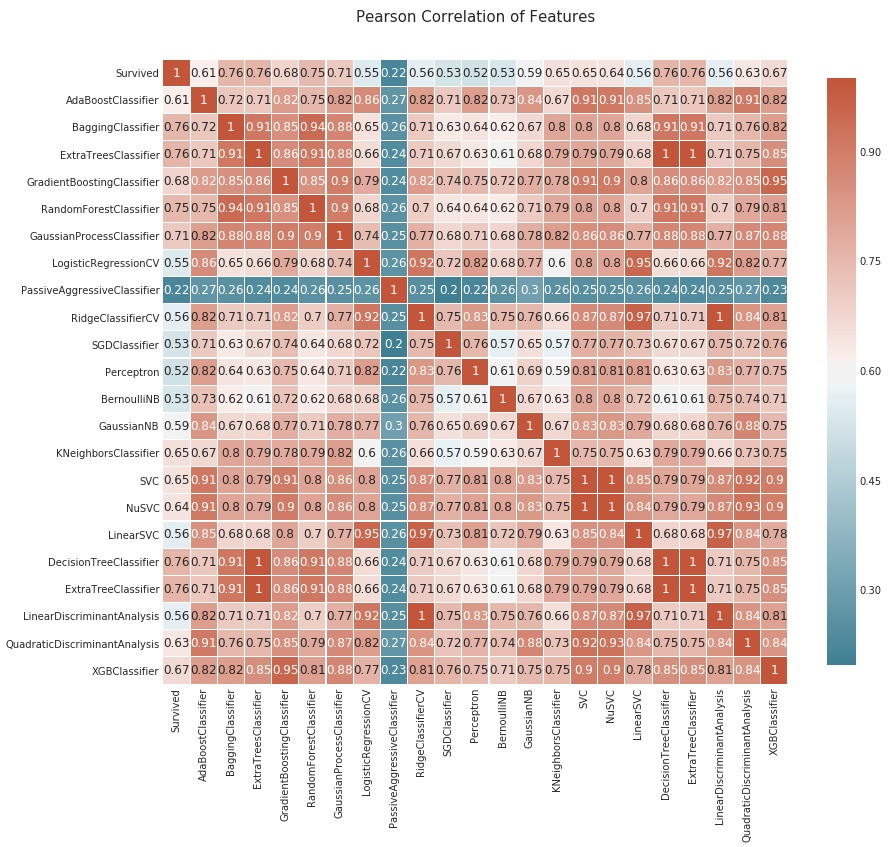 Pearson Correlation of Features
Survived 1 0.61 0.76 0.76 0.68 0.75 0.71 0.55 0.22 0.56 0.53 0.52 0.53 0.59 0.65 0.65 0.64 0.56 0.76 0.76 0.56 0.63 0.67
AdaBoostClassifier 0.61 1 0.72 0.71 0.82 0.75 0.82 0.86 0.27 0.82 0.71 0.82 0.73 0.84 0.67 0.91 0.91 0.85 0.71 0.71 0.82 0.91 0.82
BaggingClassifier 0.76 0.72 1 0.91 0.85 0.94 0.88 0.65 0.26 0.71 0.63 0.64 0.62 0.67 0.8 0.8 0.8 0.68 0.91 0.91 0.71 0.76 0.82
ExtraTreesClassifier 0.76 0.71 0.91 1 0.86 0.91 0.88 0.66 0.24 0.71 0.67 0.63 0.61 0.68 0.79 0.79 0.79 0.68 1 1 0.71 0.75 0.85
GradientBoostingClassifier 0.68 0.82 0.85 0.86 1 0.85 0.9 0.79 0.24 0.82 0.74 0.75 0.72 0.77 0.78 0.91 0.9 0.8 0.86 0.86 0.82 0.85 0.95
RandomForestClassifier 0.75 0.75 0.94 0.91 0.85 1 0.9 0.68 0.26 0.7 0.64 0.64 0.62 0.71 0.79 0.8 0.8 0.7 0.91 0.91 0.7 0.79 0.81
GaussianProcessClassifier 0.71 0.82 0.88 0.88 0.9 0.9 1 0.74 0.25 0.77 0.68 0.71 0.68 0.78 0.82 0.86 0.86 0.77 0.88 0.88 0.77 0.87 0.88
LogisticRegressionCV 0.55 0.86 0.65 0.66 0.79 0.68 0.74 1 0.26 0.92 0.72 0.82 0.68 0.77 0.6 0.8 0.8 0.95 0.66 0.66 0.92 0.82 0.77
PassiveAggressiveClassifier 0.22 0.27 0.26 0.24 0.24 0.26 0.25 0.26 1 0.25 0.2 0.22 0.26 0.3 0.26 0.25 0.25 0.26 0.24 0.24 0.25 0.27 0.23
RidgeClassifierCV 0.56 0.82 0.71 0.71 0.82 0.7 0.77 0.92 0.25 1 0.75 0.83 0.75 0.76 0.66 0.87 0.87 0.97 0.71 0.71 1 0.84 0.81
SGDClassifier 0.53 0.71 0.63 0.67 0.74 0.64 0.68 0.72 0.2 0.75 1 0.76 0.57 0.65 0.57 0.77 0.77 0.73 0.67 0.67 0.75 0.72 0.76
Perceptron 0.52 0.82 0.64 0.63 0.75 0.64 0.71 0.82 0.22 0.83 0.76 1 0.61 0.69 0.59 0.81 0.81 0.81 0.63 0.63 0.83 0.77 0.75
BernoulliNB 0.53 0.73 0.62 0.61 0.72 0.62 0.68 0.68 0.26 0.75 0.57 0.61 1 0.67 0.63 0.8 0.8 0.72 0.61 0.61 0.75 0.74 0.71
GaussianNB 0.59 0.84 0.67 0.68 0.77 0.71 0.78 0.77 0.3 0.76 0.65 0.69 0.67 1 0.67 0.83 0.83 0.79 0.68 0.68 0.76 0.88 0.75
KNeighborsClassifier 0.65 0.67 0.8 0.79 0.78 0.79 0.82 0.6 0.26 0.66 0.57 0.59 0.63 0.67 1 0.75 0.75 0.63 0.79 0.79 0.66 0.73 0.75
SVC 0.65 0.91 0.8 0.79 0.91 0.8 0.86 0.8 0.25 0.87 0.77 0.81 0.8 0.83 0.75 1 1 0.85 0.79 0.79 0.87 0.92 0.9
NuSVC 0.64 0.91 0.8 0.79 0.9 0.8 0.86 0.8 0.25 0.87 0.77 0.81 0.8 0.83 0.75 1 1 0.84 0.79 0.79 0.87 0.93 0.9
LinearSVC 0.56 0.85 0.68 0.68 0.8 0.7 0.77 0.95 0.26 0.97 0.73 0.81 0.72 0.79 0.63 0.85 0.84 1 0.68 0.68 0.97 0.84 0.78
DecisionTreeClassifier 0.76 0.71 0.91 1 0.86 0.91 0.88 0.66 0.24 0.71 0.67 0.63 0.61 0.68 0.79 0.79 0.79 0.68 1 1 0.71 0.75 0.85
ExtraTreeClassifier 0.76 0.71 0.91 1 0.86 0.91 0.88 0.66 0.24 0.71 0.67 0.63 0.61 0.68 0.79 0.79 0.79 0.68 1 1 0.71 0.75 0.85
LinearDiscriminantAnalysis 0.56 0.82 0.71 0.71 0.82 0.7 0.77 0.92 0.25 1 0.75 0.83 0.75 0.76 0.66 0.87 0.87 0.97 0.71 0.71 1 0.84 0.81
QuadraticDiscriminantAnalysis 0.63 0.91 0.76 0.75 0.85 0.79 0.87 0.82 0.27 0.84 0.72 0.77 0.74 0.88 0.73 0.92 0.93 0.84 0.75 0.75 0.84 1 0.84
XGBClassifier 0.67 0.82 0.82 0.85 0.95 0.81 0.88 0.77 0.23 0.81 0.76 0.75 0.71 0.75 0.75 0.9 0.9 0.78 0.85 0.85 0.81 0.84 1
Survived
AdaBoostClassifier
BaggingClassifier
ExtraTreesClassifier
GradientBoostingClassifier
RandomForestClassifier
GaussianProcessClassifier
LogisticRegressionCV
PassiveAggressiveClassifier
RidgeClassifierCV
SGDClassifier
Perceptron
BernoulliNB
GaussianNB
KNeighborsClassifier
SVC
NuSVC
LinearSVC
DecisionTreeClassifier
ExtraTreeClassifier
LinearDiscriminantAnalysis
QuadraticDiscriminantAnalysis
XGBClassifier
0.90
0.75
0.60
0.45
0.30